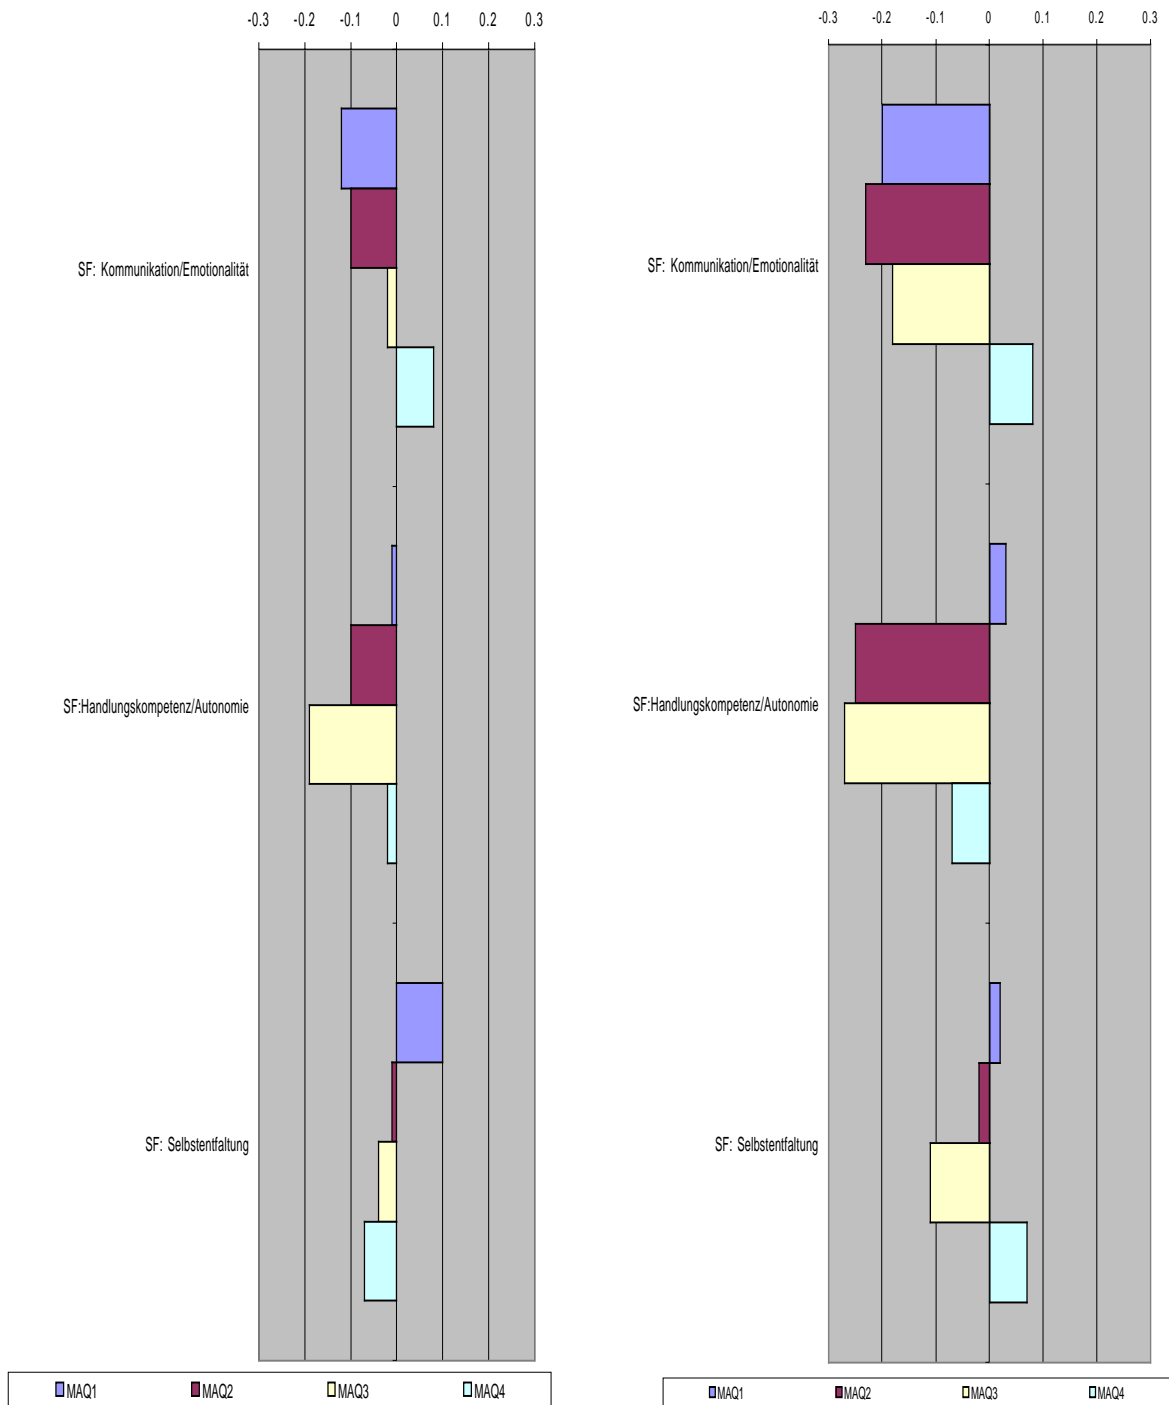 -0.3 -0.2 -0.1 0 0.1 0.2 0.3
SF: Kommunikation/Emotionalität
SF:Handlungskompetenz/Autonomie
SF: Selbstentfaltung
MAQ1 MAQ2 MAQ3 MAQ4
-0.3 -0.2 -0.1 0 0.1 0.2 0.3
SF: Kommunikation/Emotionalität
SF:Handlungskompetenz/Autonomie
SF: Selbstentfaltung
MAQ1 MAQ2 MAQ3 MAQ4